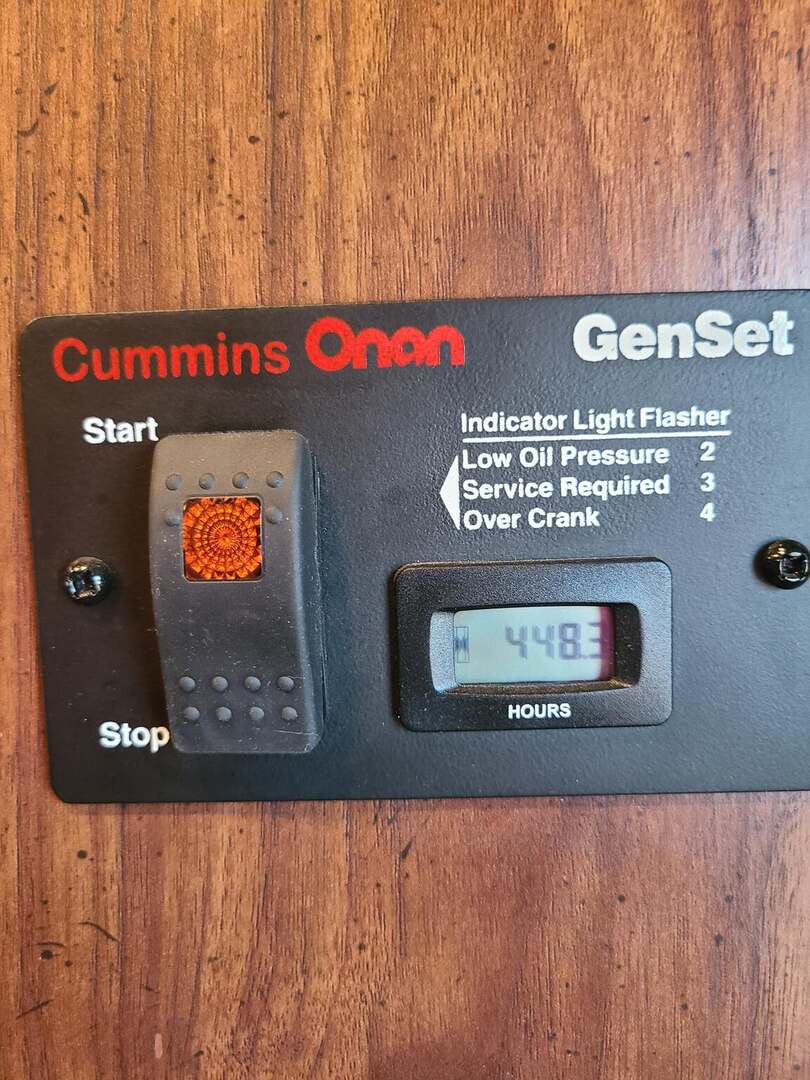 Cummins Onan GenSet
Start
Indicator Light Flasher
Low Oil Pressure 2
Service Required 3
Over Crank 4
448.3
HOURS
Stop